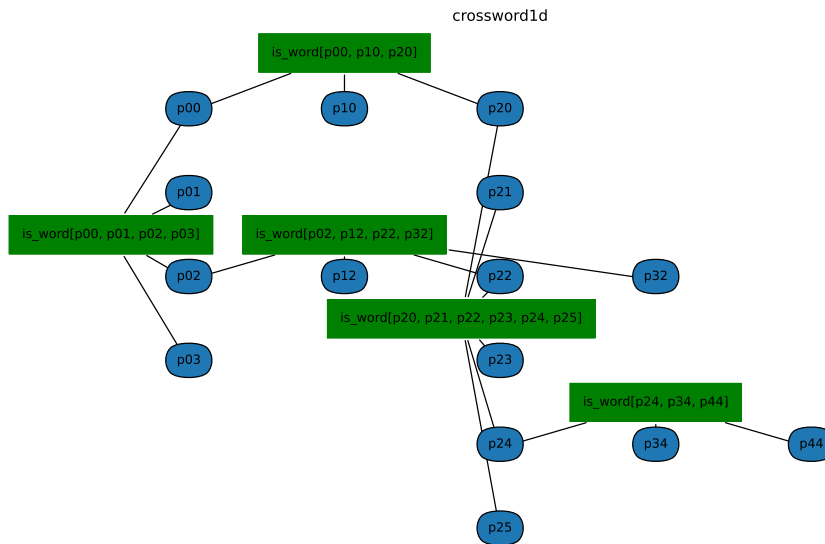 crossword1d
is_word[p00, p10, p20]
p00
p10
p20
p01
p21
is_word[p00, p01, p02, p03]
is_word[p02, p12, p22, p32]
p02
p12
p22
p32
is_word[p20, p21, p22, p23, p24, p25]
p03
p23
is_word[p24, p34, p44]
p24
p34
p44
p25